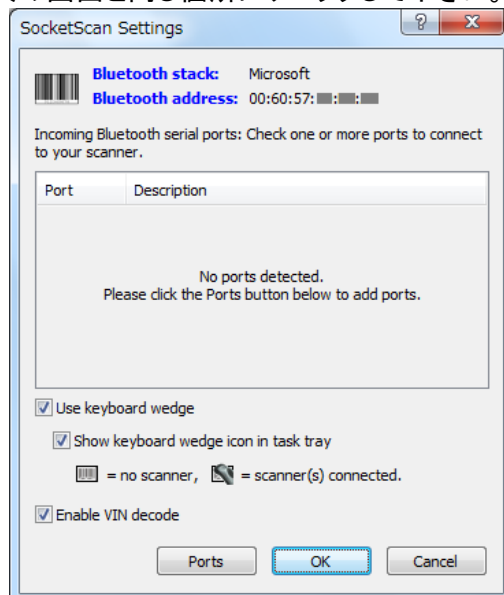 SocketScan Settings
Bluetooth stack: Microsoft
Bluetooth address: 00:60:57:
Incoming Bluetooth serial ports: Check one or more ports to connect
to your scanner.
Port Description
No ports detected.
Please click the Ports button below to add ports.
Use keyboard wedge
Show keyboard wedge icon in task tray
= no scanner, = scanner(s) connected.
Enable VIN decode
Ports OK Cancel